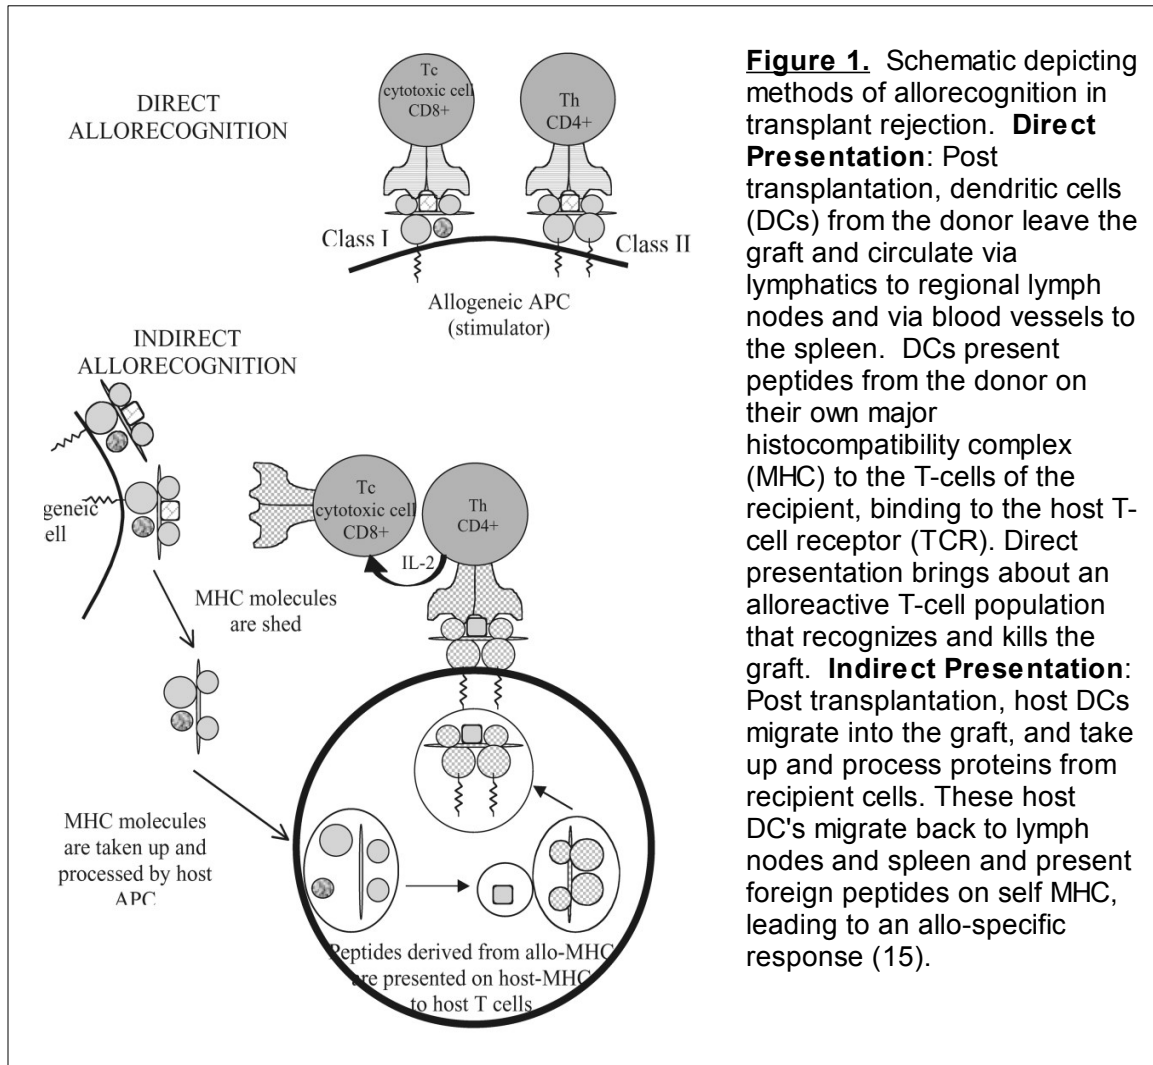 DIRECT
ALLORECOGNITION
Tc
cytotoxic cell
CD8+
Th
CD4+
Class I
Class II
Allogeneic APC
(stimulator)
INDIRECT
ALLORECOGNITION
geneic
ell
Tc
cytotoxic cell
CD8+
Th
CD4+
IL-2
MHC molecules
are shed
MHC molecules
are taken up and
processed by host
APC
Peptides derived from allo-MHC
are presented on host-MHC
to host T cells
Figure 1. Schematic depicting
methods of allorecognition in
transplant rejection. Direct
Presentation: Post
transplantation, dendritic cells
(DCs) from the donor leave the
graft and circulate via
lymphatics to regional lymph
nodes and via blood vessels to
the spleen. DCs present
peptides from the donor on
their own major
histocompatibility complex
(MHC) to the T-cells of the
recipient, binding to the host T-
cell receptor (TCR). Direct
presentation brings about an
alloreactive T-cell population
that recognizes and kills the
graft. Indirect Presentation:
Post transplantation, host DCs
migrate into the graft, and take
up and process proteins from
recipient cells. These host
DC's migrate back to lymph
nodes and spleen and present
foreign peptides on self MHC,
leading to an allo-specific
response (15).